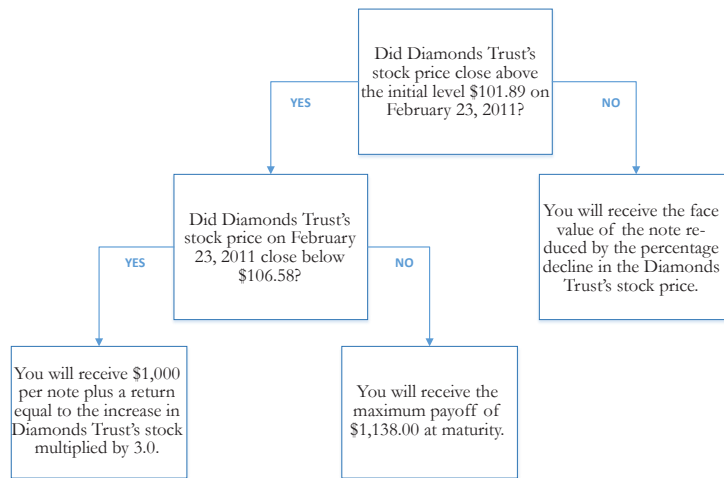 Did Diamonds Trust's
stock price close above
the initial level $101.89 on
February 23, 2011?
YES
NO
Did Diamonds Trust's
stock price on February
23, 2011 close below
$106.58?
You will receive the face
value of the note re-
duced by the percentage
decline in the Diamonds
Trust's stock price.
YES
NO
You will receive $1,000
per note plus a return
equal to the increase in
Diamonds Trust's stock
multiplied by 3.0.
You will receive the
maximum payoff of
$1,138.00 at maturity.